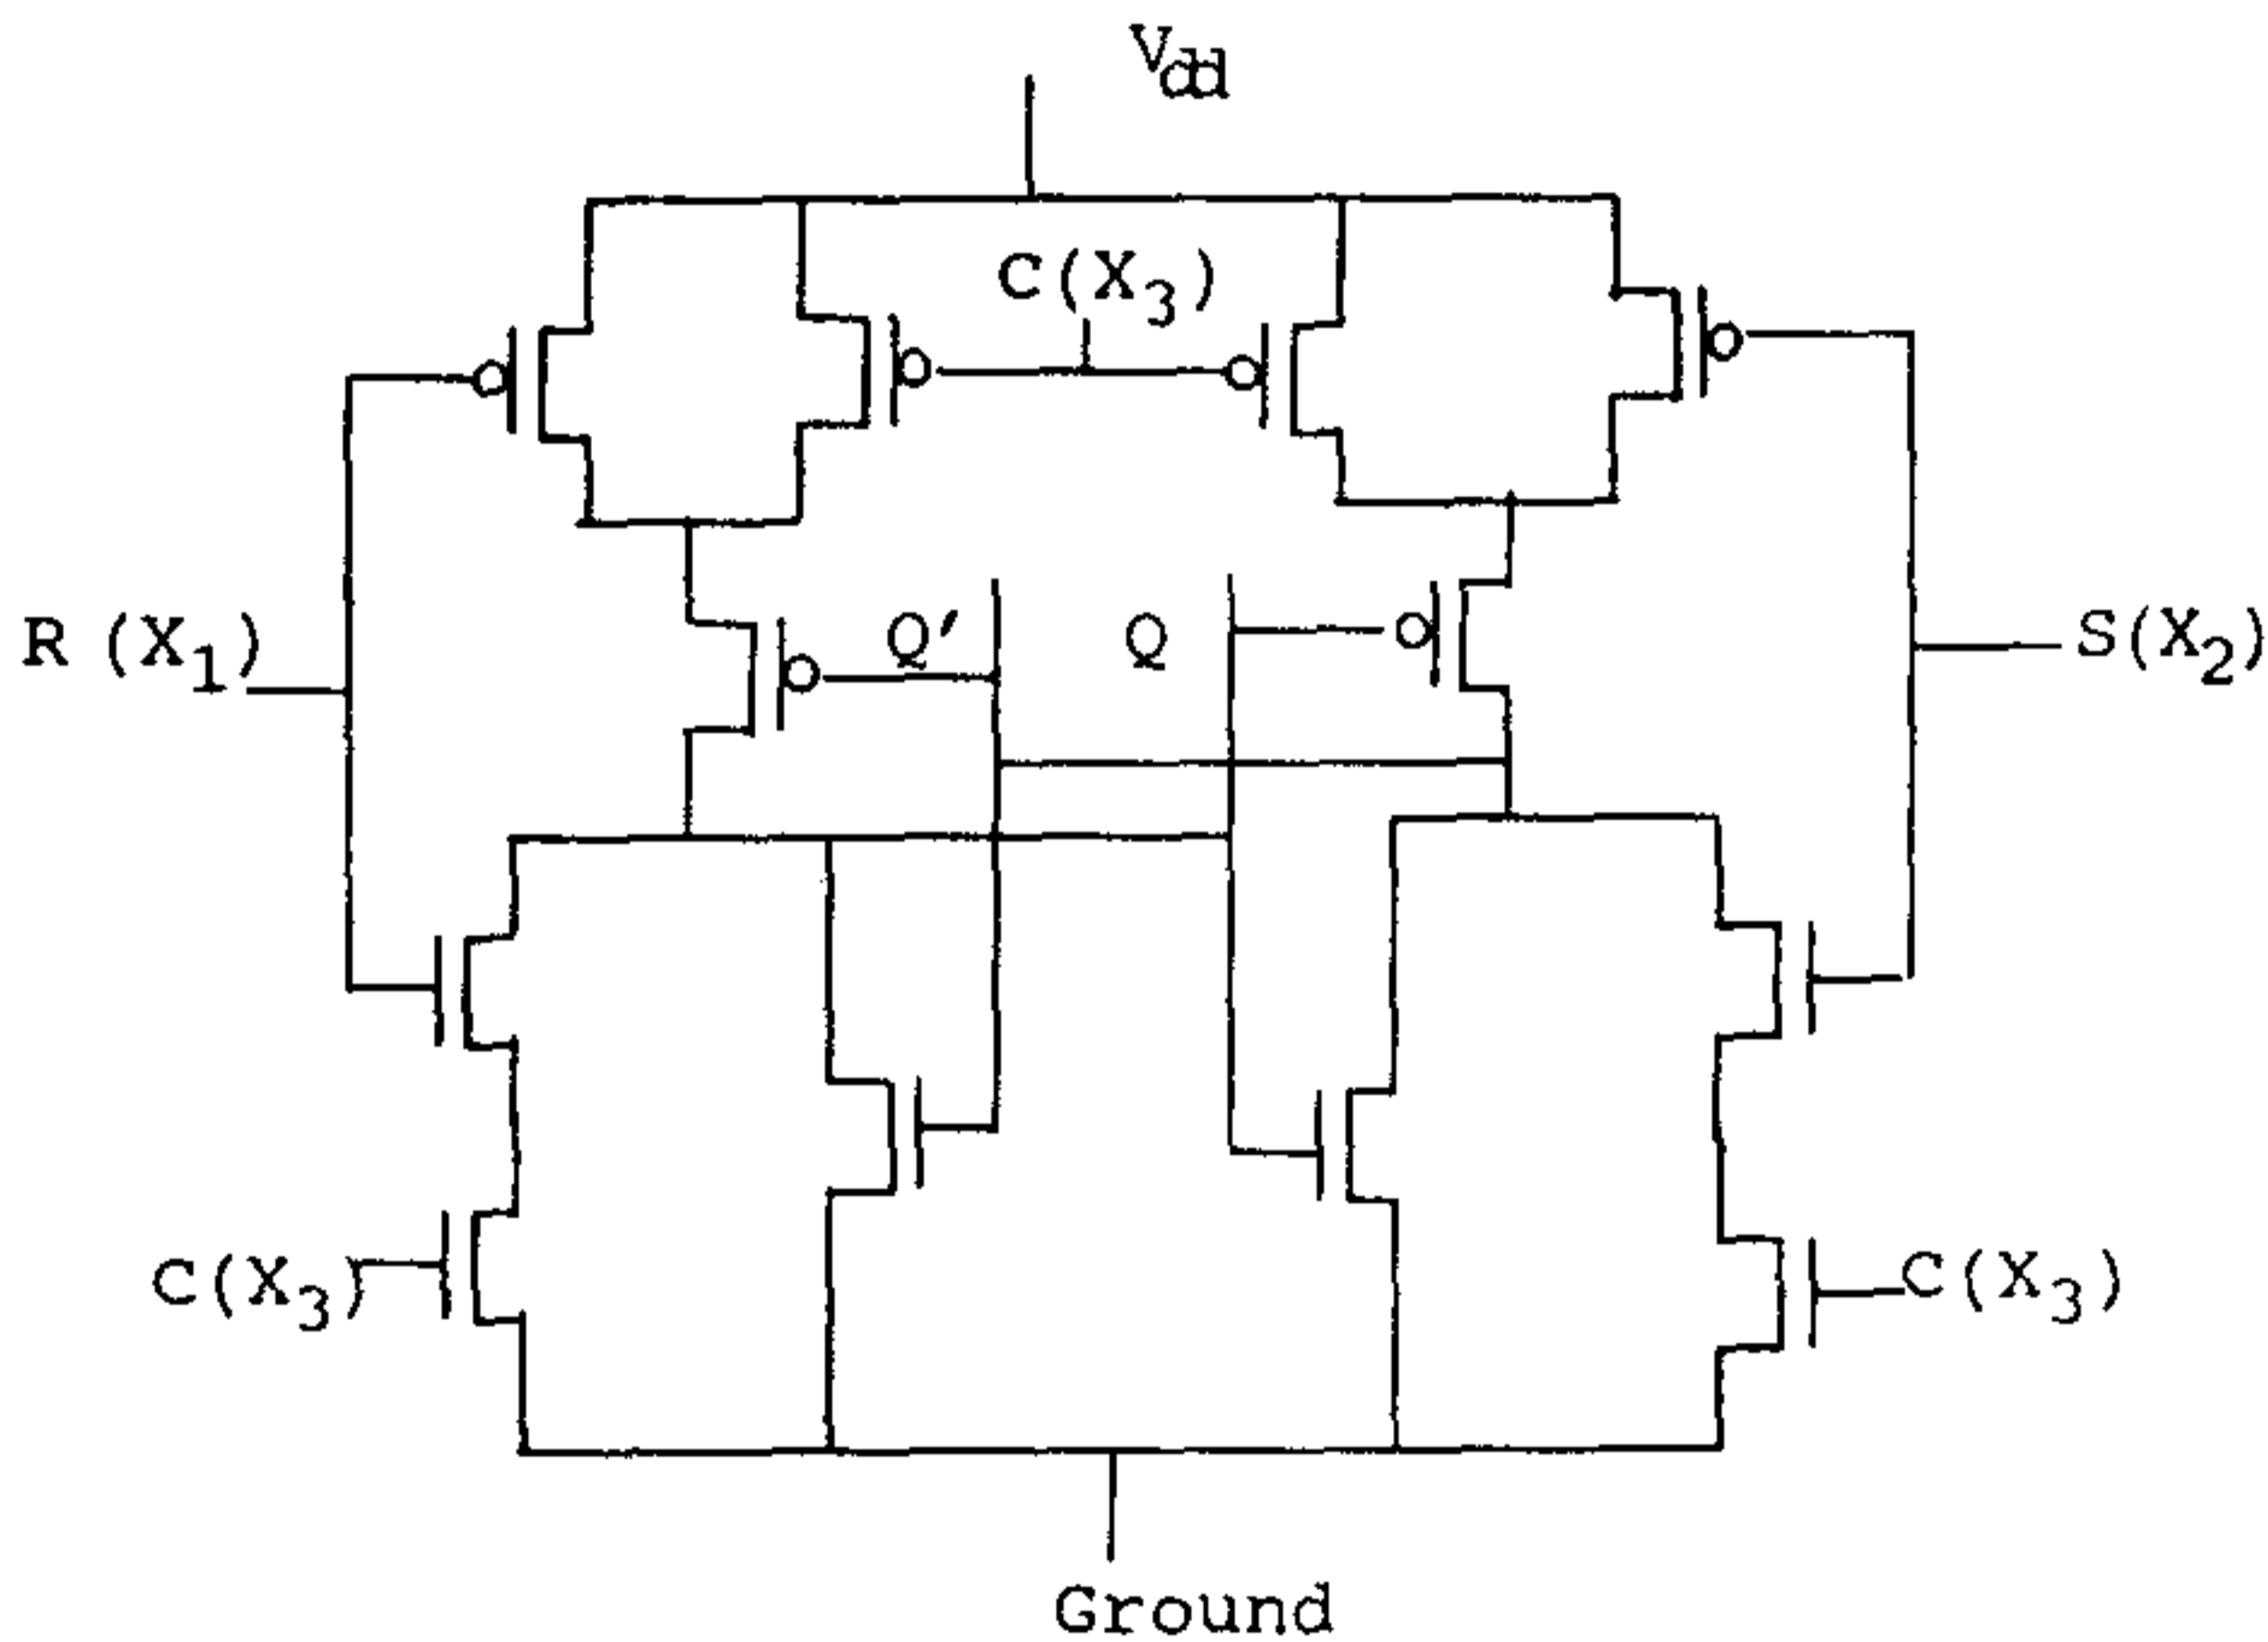 Vdd
C(X3)
R(X1)
Q'
Q
S(X2)
C(X3)
C(X3)
Ground